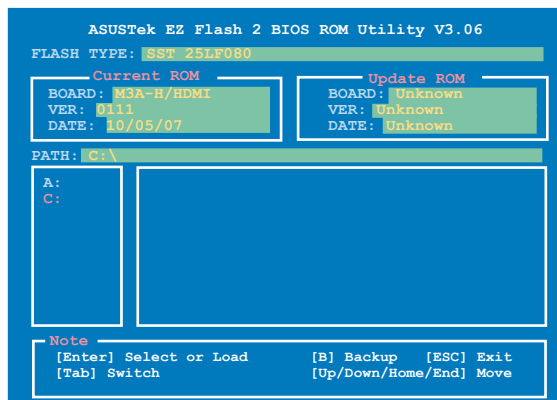 ASUSTek EZ Flash 2 BIOS ROM Utility V3.06
FLASH TYPE: SST 25LF080
Current ROM
BOARD: M3A-H/HDMI
VER: 0111
DATE: 10/05/07
Update ROM
BOARD: Unknown
VER: Unknown
DATE: Unknown
PATH: C:\
A:
C:
Note
[Enter] Select or Load [B] Backup [ESC] Exit
[Tab] Switch [Up/Down/Home/End] Move